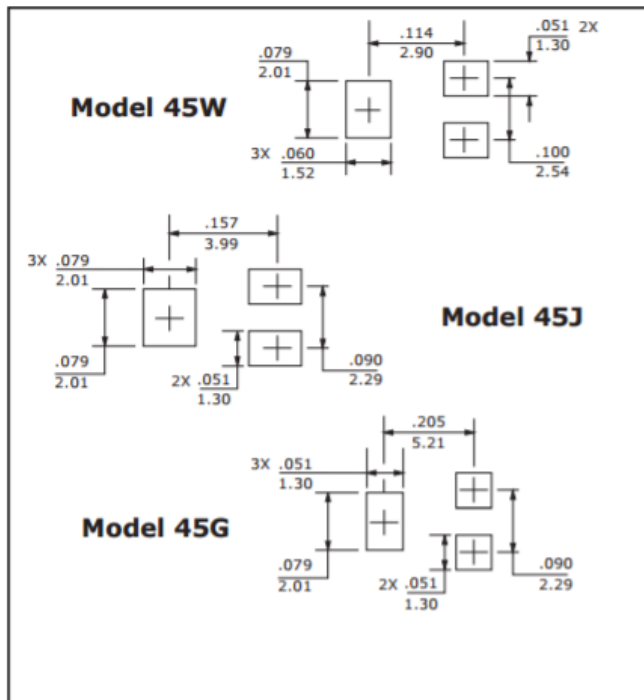 .114
2.90
.051 2X
1.30
.079
2.01
Model 45W
3X .060
1.52
.100
2.54
.157
3.99
3X .079
2.01
Model 45J
.079
2.01
2X .051
1.30
.090
2.29
.205
5.21
3X .051
1.30
Model 45G
.079
2.01
2X .051
1.30
.090
2.29